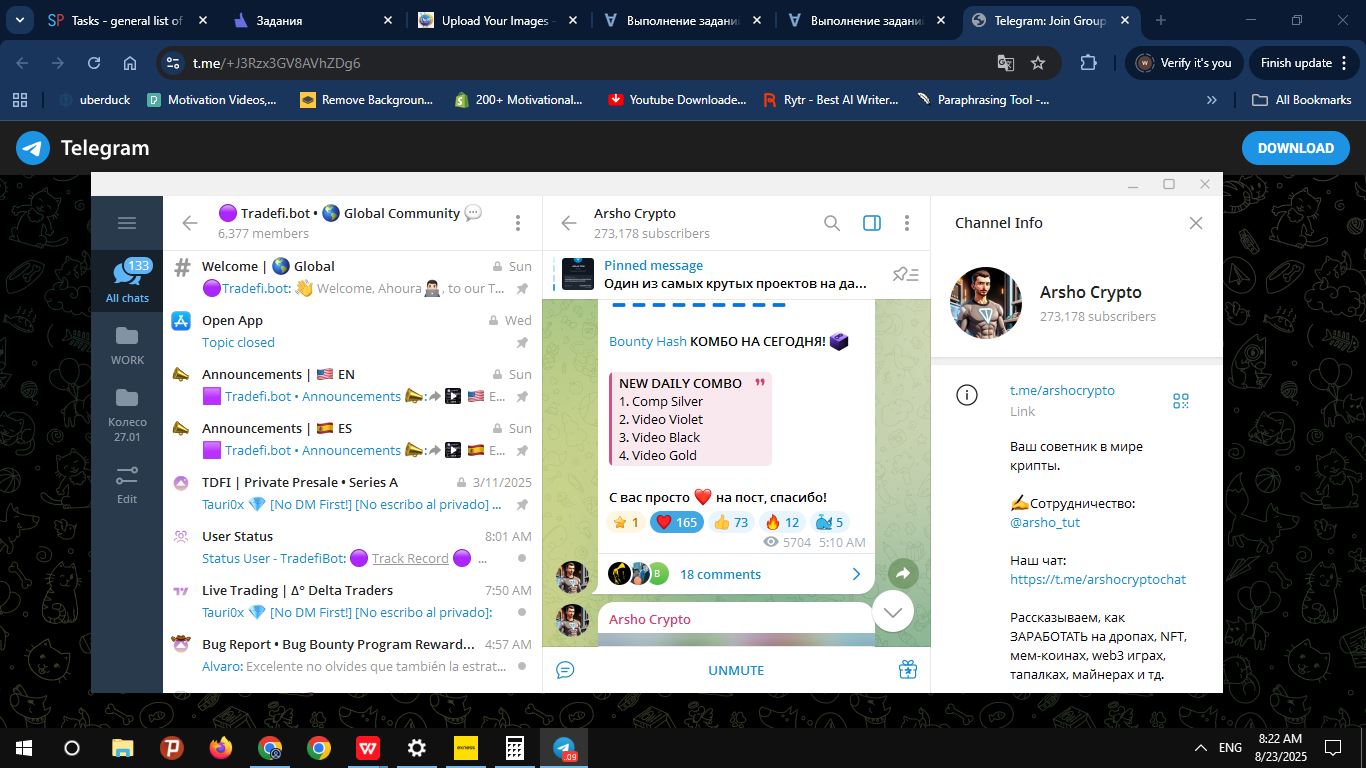 Tasks - general list of
Задания
Upload Your Images -
Выполнение задани
Выполнение задани
Telegram: Join Group
t.me/+J3Rzx3GV8AVhZDg6
Verify it's you
Finish update
uberduck
Motivation Videos,...
Remove Backgroun...
200+ Motivational...
Youtube Downloade...
Rytr - Best AI Writer...
Paraphrasing Tool -...
All Bookmarks
Telegram
DOWNLOAD
133
All chats
WORK
Колесо
27.01
Edit
Tradefi.bot • Global Community
6,377 members
Welcome | Global
Sun
Tradefi.bot: Welcome, Ahoura, to our T...
Open App
Wed
Topic closed
Announcements | EN
Sun
Tradefi.bot • Announcements : E...
Announcements | ES
Sun
Tradefi.bot • Announcements : E...
TDFI | Private Presale • Series A
3/11/2025
Tauri0x [No DM First!] [No escribo al privado] ...
User Status
8:01 AM
Status User - TradefiBot: Track Record ...
Live Trading | Δ° Delta Traders
7:50 AM
Tauri0x [No DM First!] [No escribo al privado]:
Bug Report • Bug Bounty Program Reward...
4:57 AM
Alvaro: Excelente no olvides que también la estrat...
Arsho Crypto
273,178 subscribers
Pinned message
Один из самых крутых проектов на да...
Bounty Hash КОМБО НА СЕГОДНЯ!
NEW DAILY COMBO
1. Comp Silver
2. Video Violet
3. Video Black
4. Video Gold
С вас просто ❤️ на пост, спасибо!
1 165 73 12 5
5704 5:10 AM
B
18 comments
Arsho Crypto
UNMUTE
Channel Info
Arsho Crypto
273,178 subscribers
t.me/arshocrypto
Link
Ваш советник в мире
крипты.
✍️Сотрудничество:
@arsho_tut
Наш чат:
https://t.me/arshocryptochat
Рассказываем, как
ЗАРАБОТАТЬ на дропах, NFT,
мем-коинах, web3 играх,
тапалках, майнерах и тд.
ENG
8:22 AM
8/23/2025